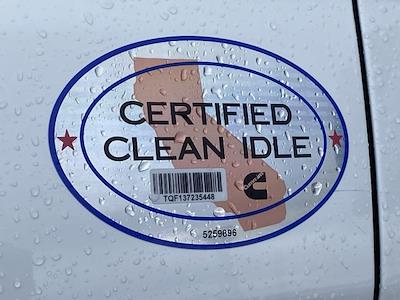 CERTIFIED
CLEAN IDLE
TQF137235448
5259696